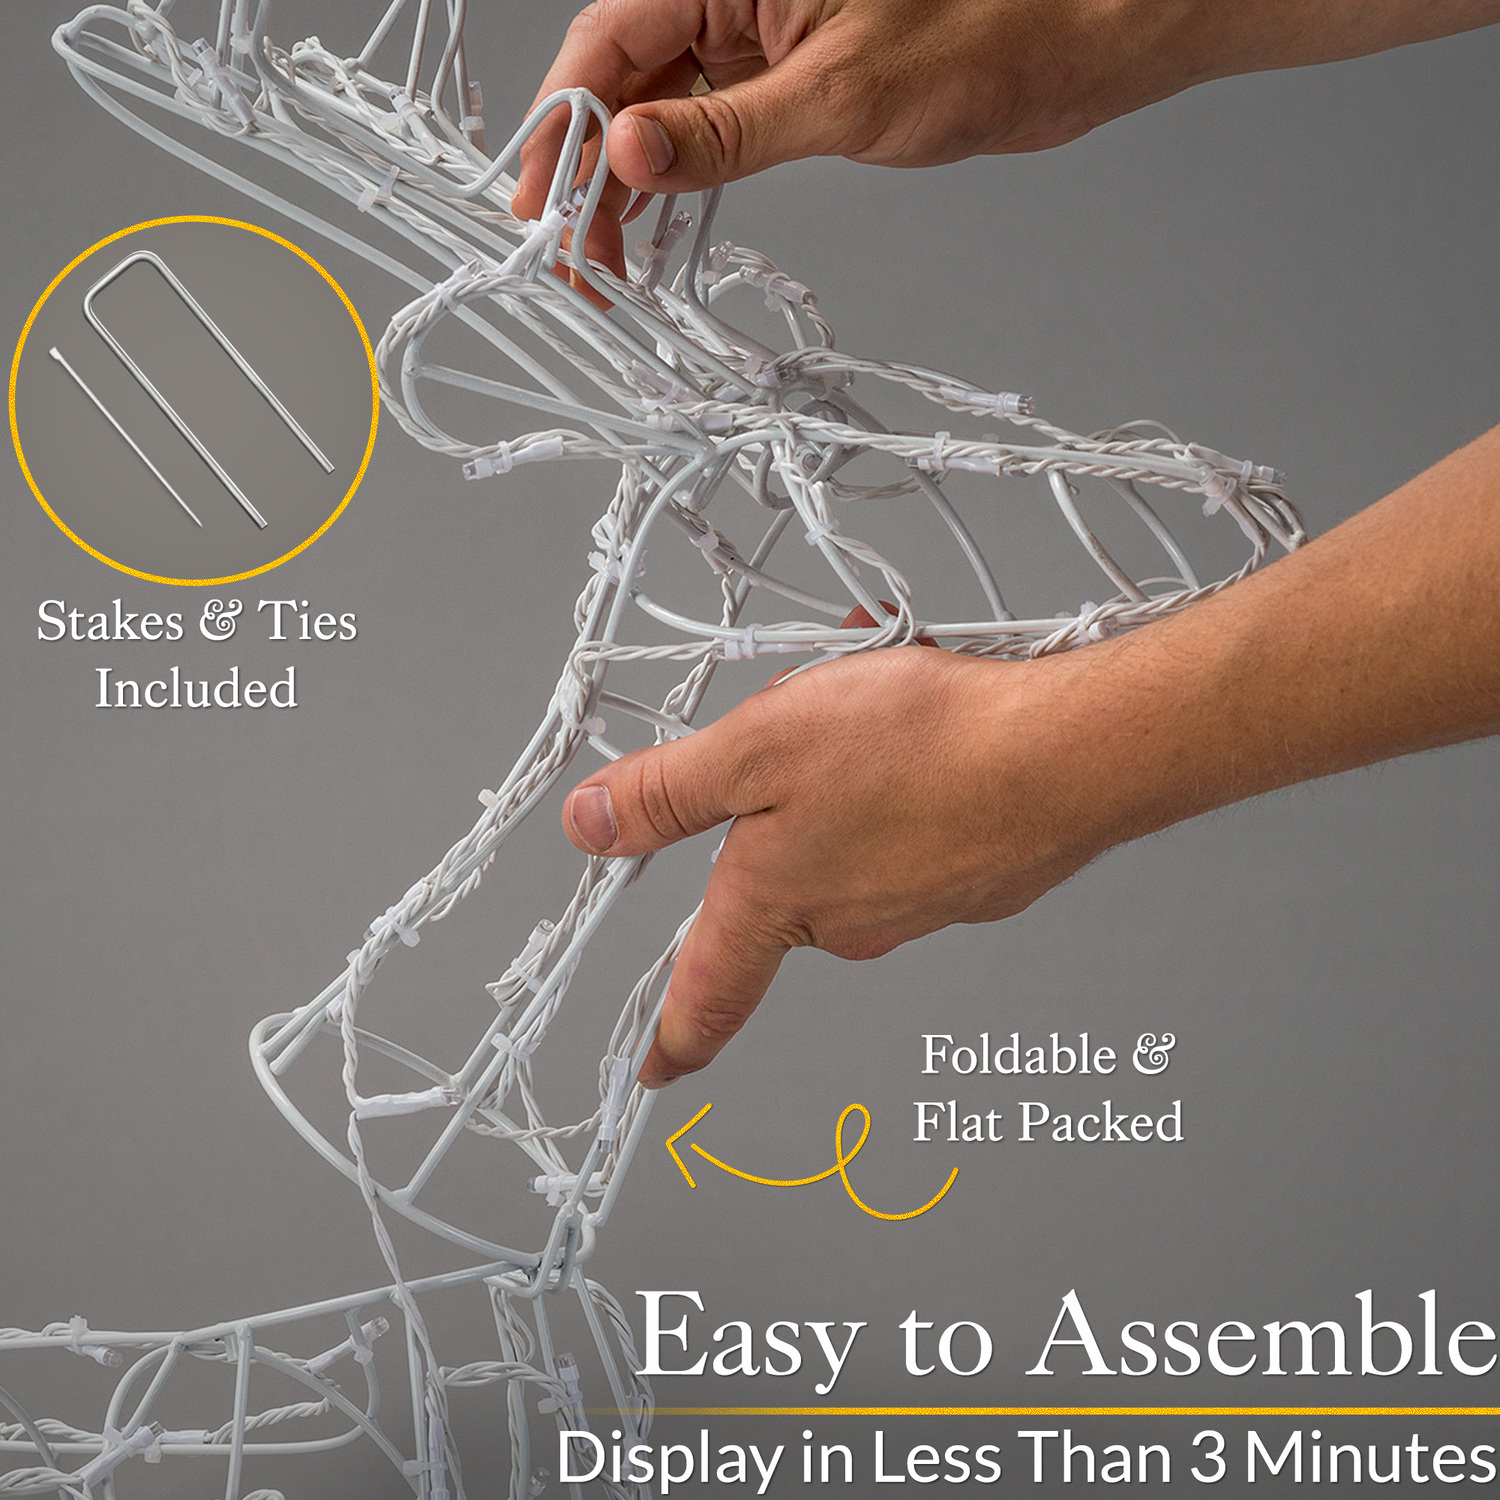 Stakes & Ties
Included
Foldable &
Flat Packed
Easy to Assemble
Display in Less Than 3 Minutes